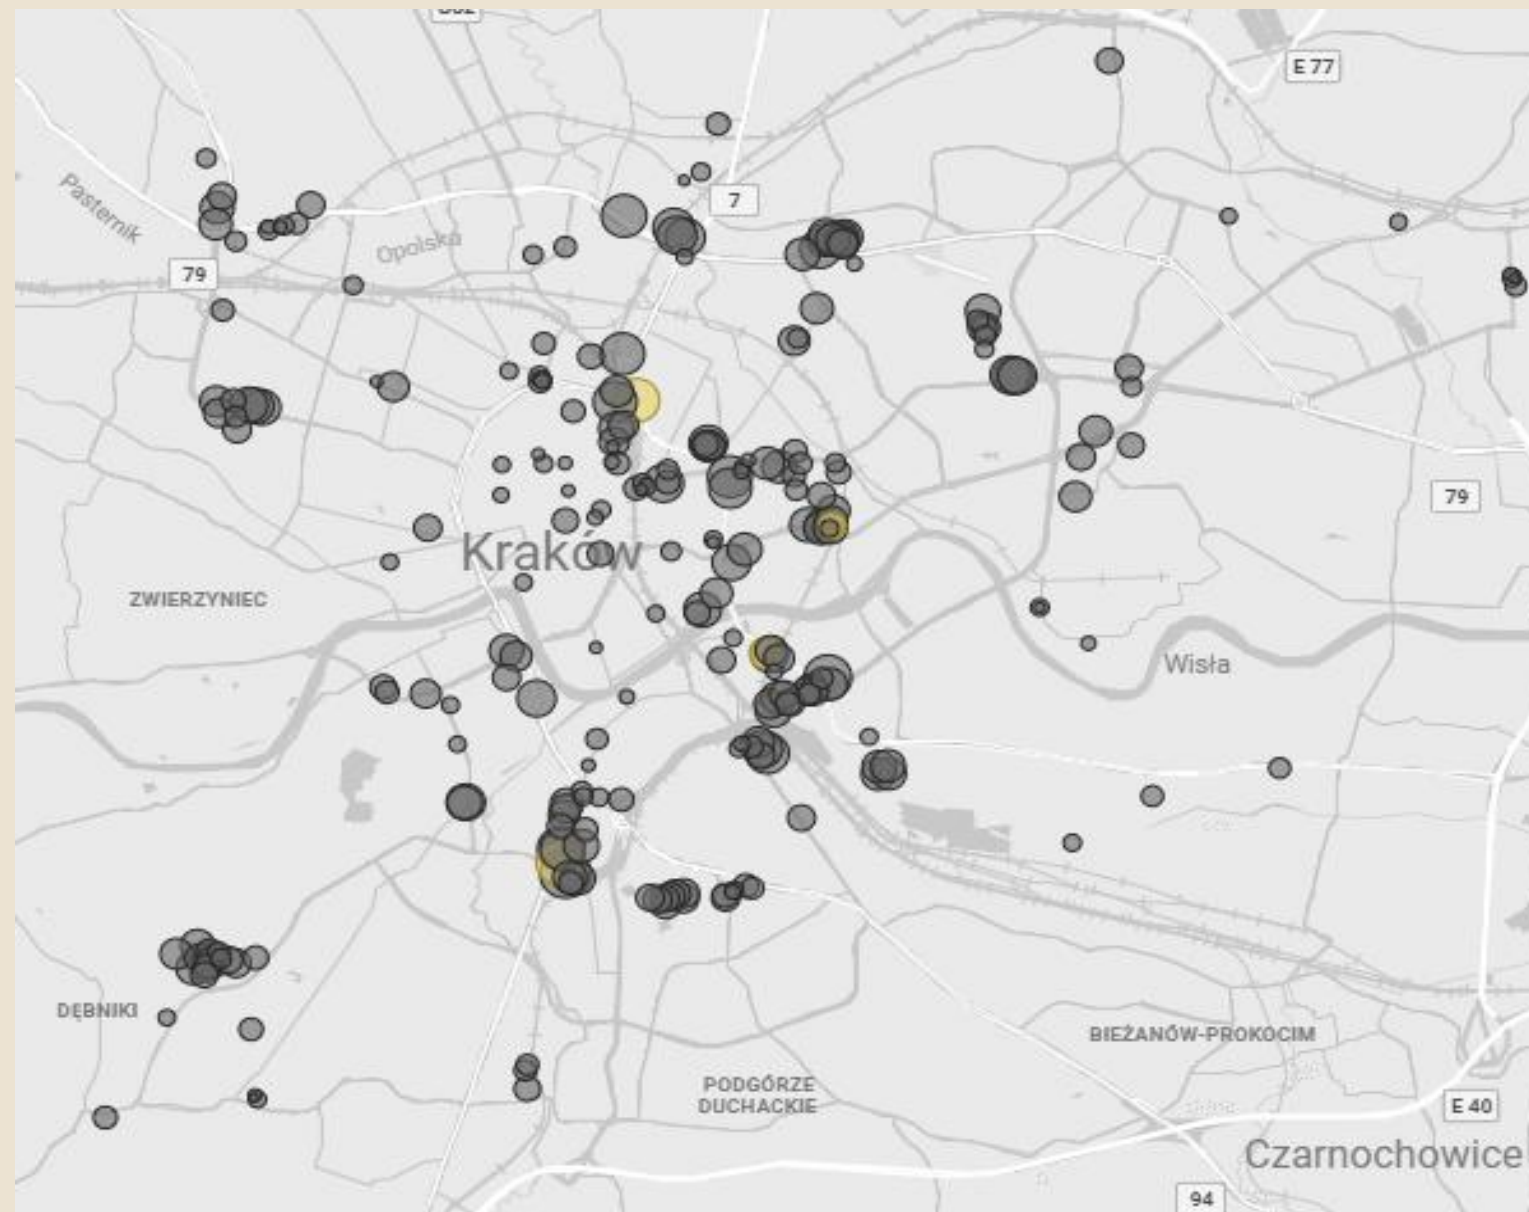 E 77
Pasternik
7
Opolska
79
79
Kraków
ZWIERZYNIEC
Wisła
DĘBNIKI
BIEŻANÓW-PROKOCIM
PODGÓRZE
DUCHACKIE
E 40
Czarnochowice
94